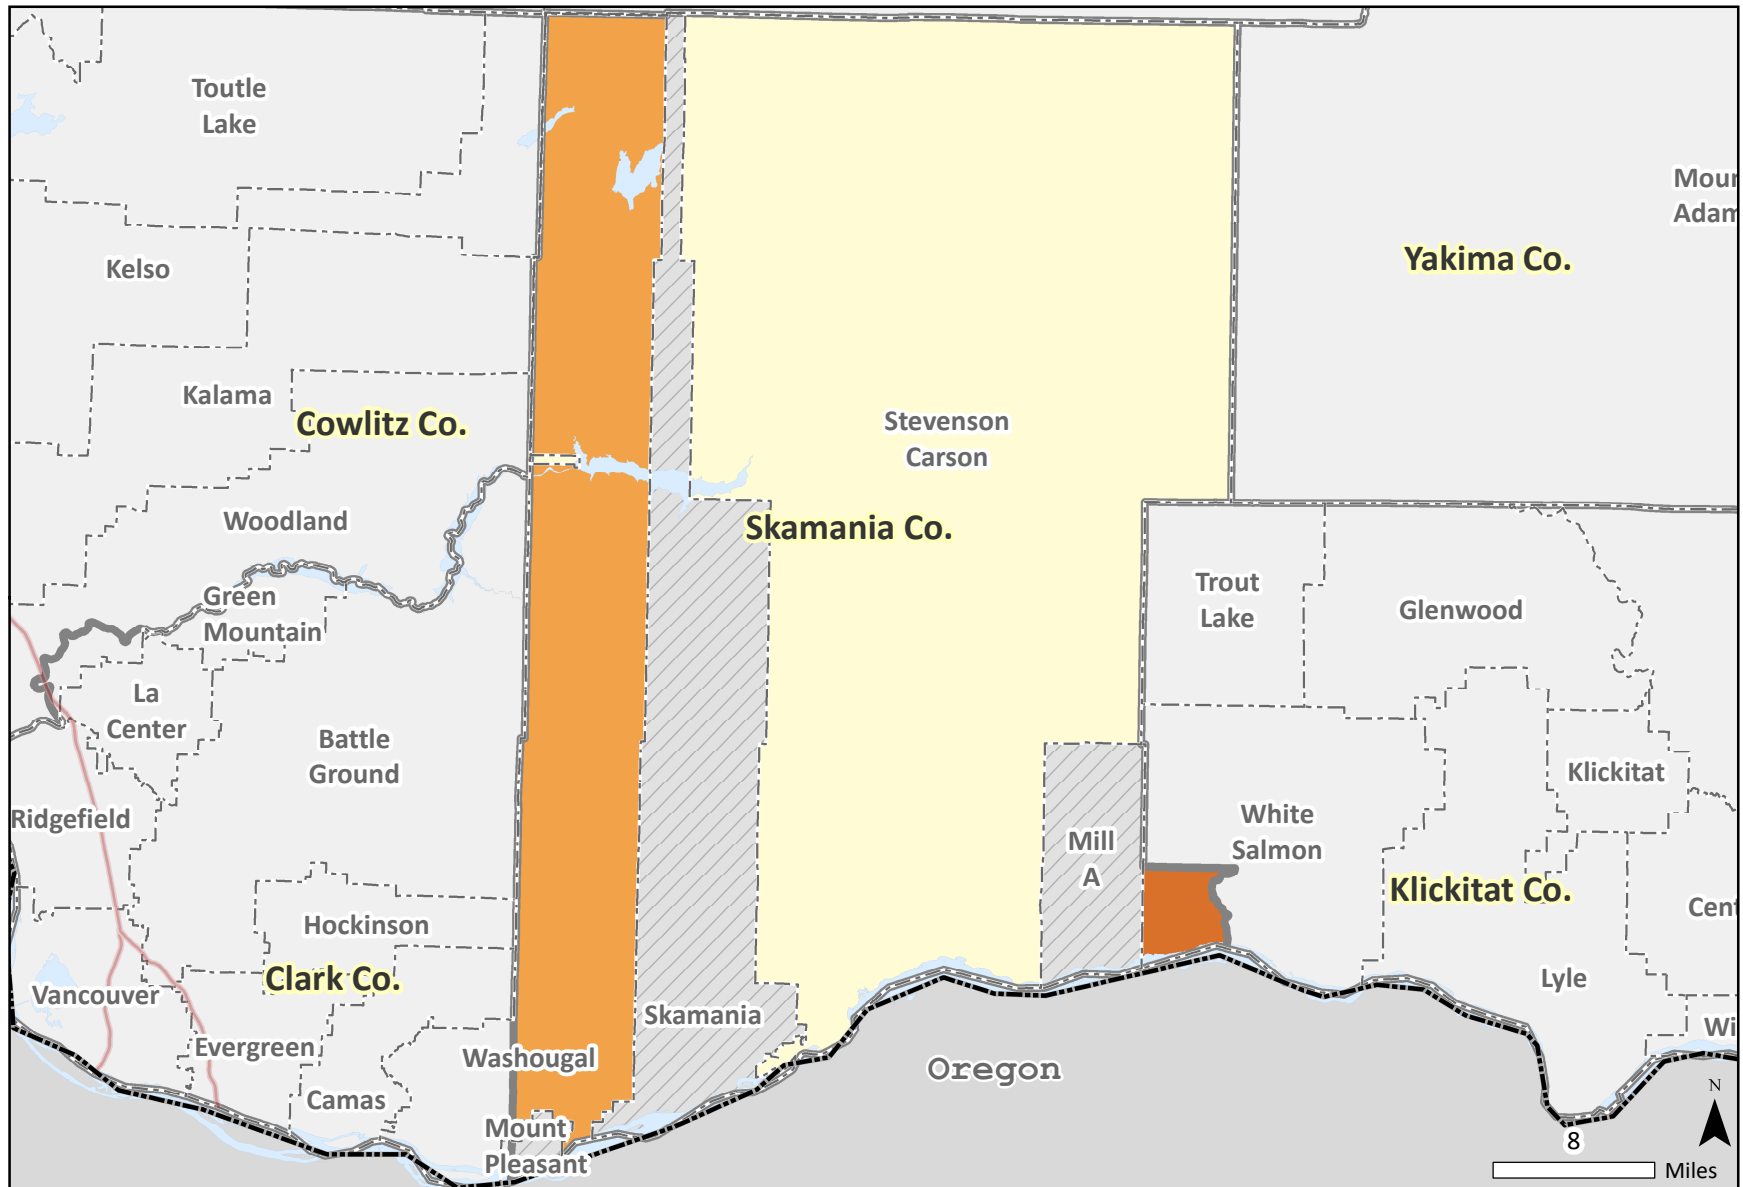 Toutle
Lake
Moun
Adam
Yakima Co.
Kelso
Kalama
Cowlitz Co.
Stevenson
Carson
Woodland
Skamania Co.
Green
Mountain
Trout
Lake
Glenwood
La
Center
Battle
Ground
Klickitat
Ridgefield
White
Salmon
Mill
A
Klickitat Co.
Hockinson
Cent
Clark Co.
Vancouver
Lyle
Skamania
Wi
Evergreen
Washougal
Oregon
Camas
Mount
Pleasant
N
8
Miles